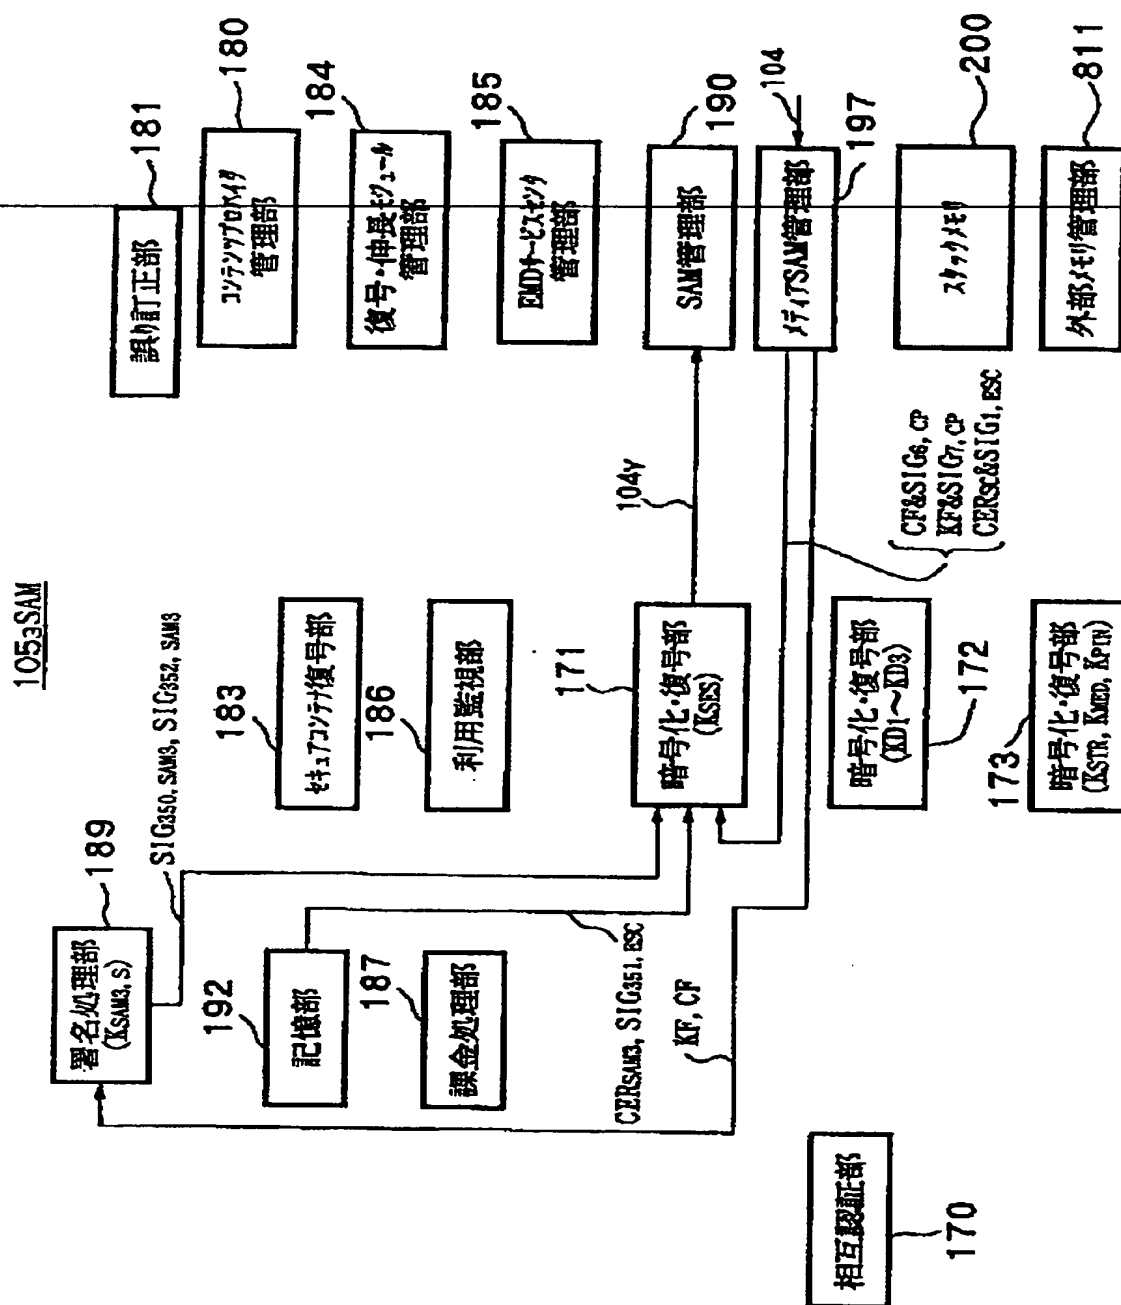 105₃SAM
誤り訂正部
181
コンテンツプロバイダ
管理部
180
復号・伸長モジュール
管理部
184
EMDサービスセンタ
管理部
185
SAM管理部
190
104
メディアSAM管理部
197
スタックメモリ
200
外部メモリ管理部
811
104V
CF&SIG6, CP
KF&SIG7, CP
CERSC&SIG1, ESC
183
セキュアコンテナ復号部
186
利用監視部
171
暗号化・復号部
(KSES)
暗号化・復号部
(KD1～KD3)
172
173
暗号化・復号部
(KSTR, KMED, KPIN)
189
署名処理部
(KSAM3, S)
SIG350, SAM3, SIG352, SAM3
192
記憶部
187
課金処理部
CERSAM3, SIG351, ESC
KF, CF
相互認証部
170